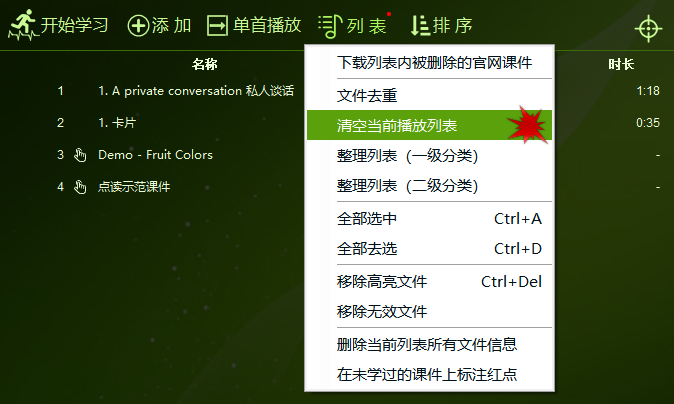 开始学习 添 加 单首播放 列 表 排 序
名称 时长
1 1. A private conversation 私人谈话 1:18
2 1. 卡片 0:35
3 Demo - Fruit Colors -
4 点读示范课件 -
下载列表内被删除的官网课件
文件去重
清空当前播放列表
整理列表（一级分类）
整理列表（二级分类）
全部选中 Ctrl+A
全部去选 Ctrl+D
移除高亮文件 Ctrl+Del
移除无效文件
删除当前列表所有文件信息
在未学过的课件上标注红点